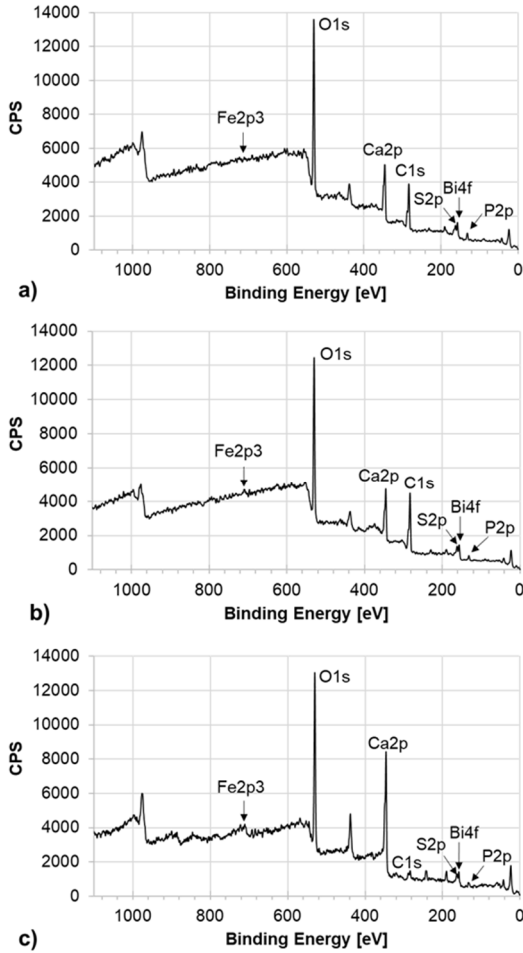 14000
O1s
12000
10000
8000
Fe2p3
6000
Ca2p
C1s
4000
Bi4f
S2p
P2p
2000
0
1000 800 600 400 200 0
CPS
Binding Energy [eV]
a)
14000
O1s
12000
10000
8000
Fe2p3
6000
Ca2p
C1s
4000
Bi4f
S2p
P2p
2000
0
1000 800 600 400 200 0
CPS
Binding Energy [eV]
b)
14000
O1s
12000
10000
Ca2p
8000
Fe2p3
6000
4000
Bi4f
S2p
P2p
C1s
2000
0
1000 800 600 400 200 0
CPS
Binding Energy [eV]
c)